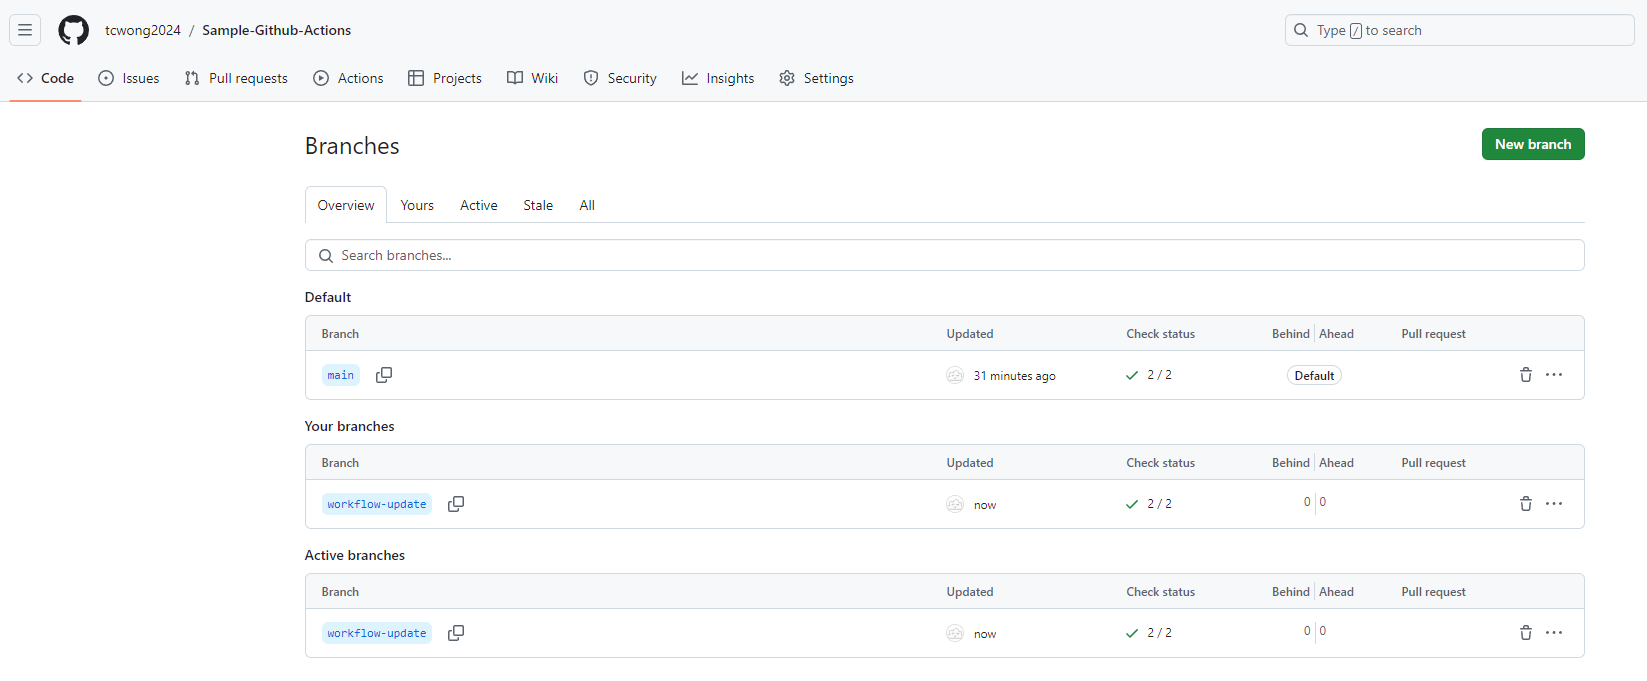 tcwong2024 / Sample-Github-Actions
Type / to search
Code Issues Pull requests Actions Projects Wiki Security Insights Settings
Branches
New branch
Overview Yours Active Stale All
Search branches...
Default
Branch Updated Check status Behind Ahead Pull request
main 31 minutes ago 2 / 2 Default
Your branches
Branch Updated Check status Behind Ahead Pull request
workflow-update now 2 / 2 0 0
Active branches
Branch Updated Check status Behind Ahead Pull request
workflow-update now 2 / 2 0 0